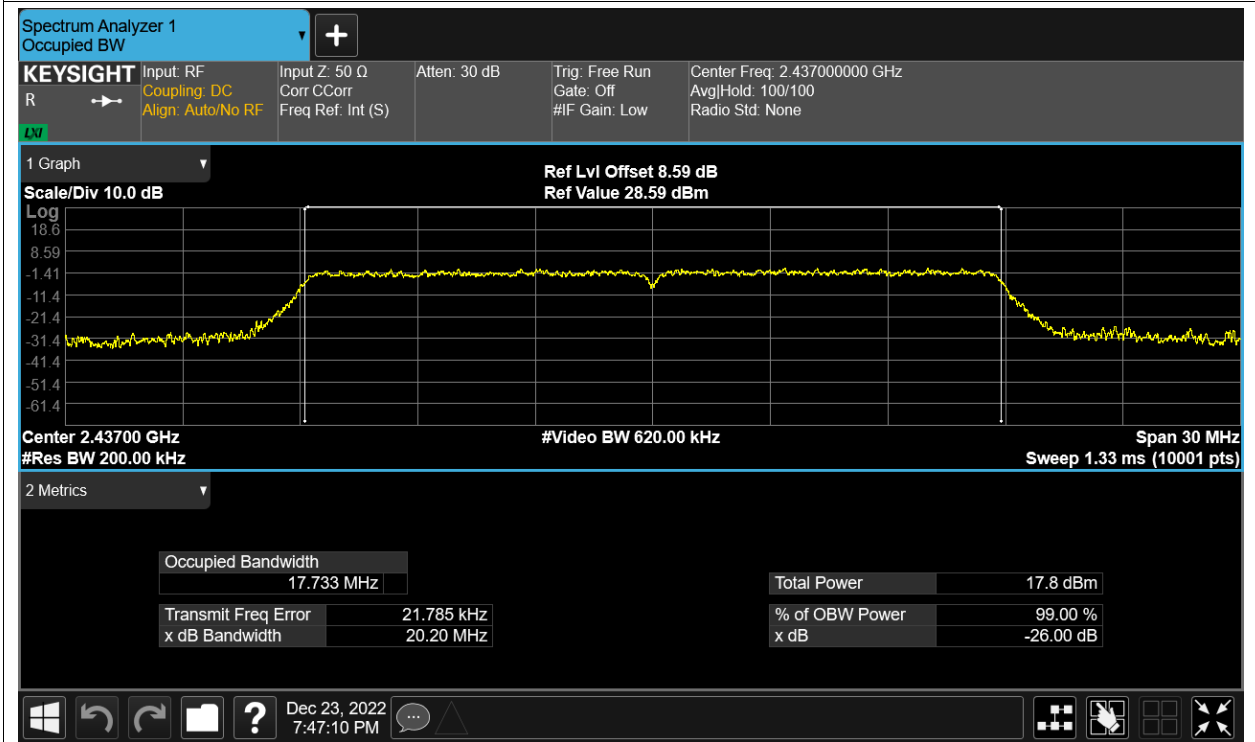 Spectrum Analyzer 1
Occupied BW
KEYSIGHT
R
LXI
Input: RF
Coupling: DC
Align: Auto/No RF
Input Z: 50 Ω
Corr CCorr
Freq Ref: Int (S)
Atten: 30 dB
Trig: Free Run
Gate: Off
#IF Gain: Low
Center Freq: 2.437000000 GHz
Avg|Hold: 100/100
Radio Std: None
1 Graph
Scale/Div 10.0 dB
Ref Lvl Offset 8.59 dB
Ref Value 28.59 dBm
Log
18.6
8.59
-1.41
-11.4
-21.4
-31.4
-41.4
-51.4
-61.4
Center 2.43700 GHz
#Res BW 200.00 kHz
#Video BW 620.00 kHz
Span 30 MHz
Sweep 1.33 ms (10001 pts)
2 Metrics
Occupied Bandwidth
17.733 MHz
Transmit Freq Error 21.785 kHz
x dB Bandwidth 20.20 MHz
Total Power 17.8 dBm
% of OBW Power 99.00 %
x dB -26.00 dB
?
Dec 23, 2022
7:47:10 PM